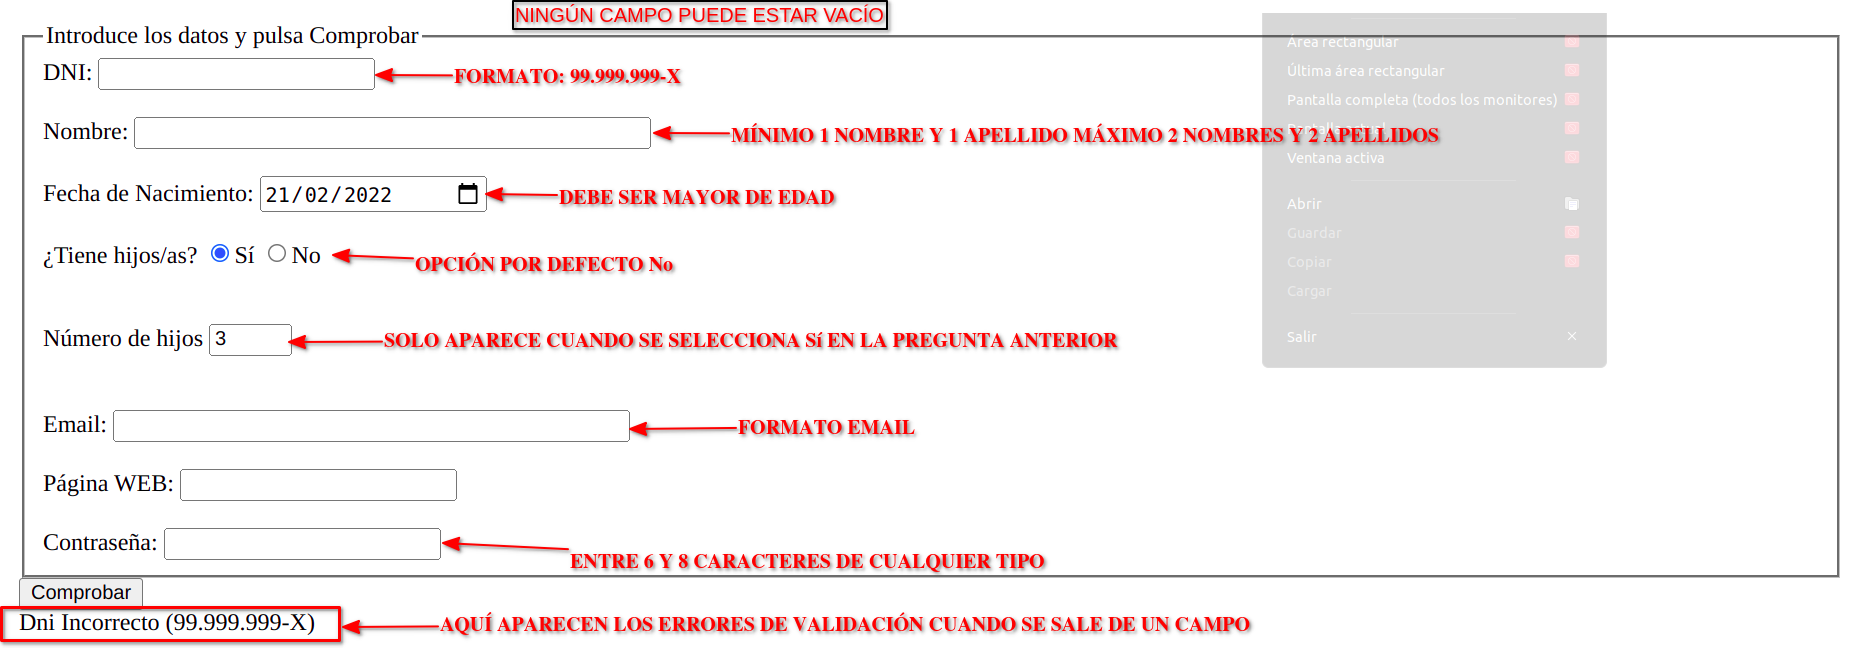 NINGÚN CAMPO PUEDE ESTAR VACÍO
Introduce los datos y pulsa Comprobar
Área rectangular
DNI:
FORMATO: 99.999.999-X
Última área rectangular
Pantalla completa (todos los monitores)
Nombre:
MÍNIMO 1 NOMBRE Y 1 APELLIDO MÁXIMO 2 NOMBRES Y 2 APELLIDOS
Ventana activa
Fecha de Nacimiento: 21/02/2022
DEBE SER MAYOR DE EDAD
Abrir
Guardar
¿Tiene hijos/as? Sí No
OPCIÓN POR DEFECTO No
Copiar
Cargar
Número de hijos 3
SOLO APARECE CUANDO SE SELECCIONA Sí EN LA PREGUNTA ANTERIOR
Salir
Email:
FORMATO EMAIL
Página WEB:
Contraseña:
ENTRE 6 Y 8 CARACTERES DE CUALQUIER TIPO
Comprobar
Dni Incorrecto (99.999.999-X)
AQUÍ APARECEN LOS ERRORES DE VALIDACIÓN CUANDO SE SALE DE UN CAMPO